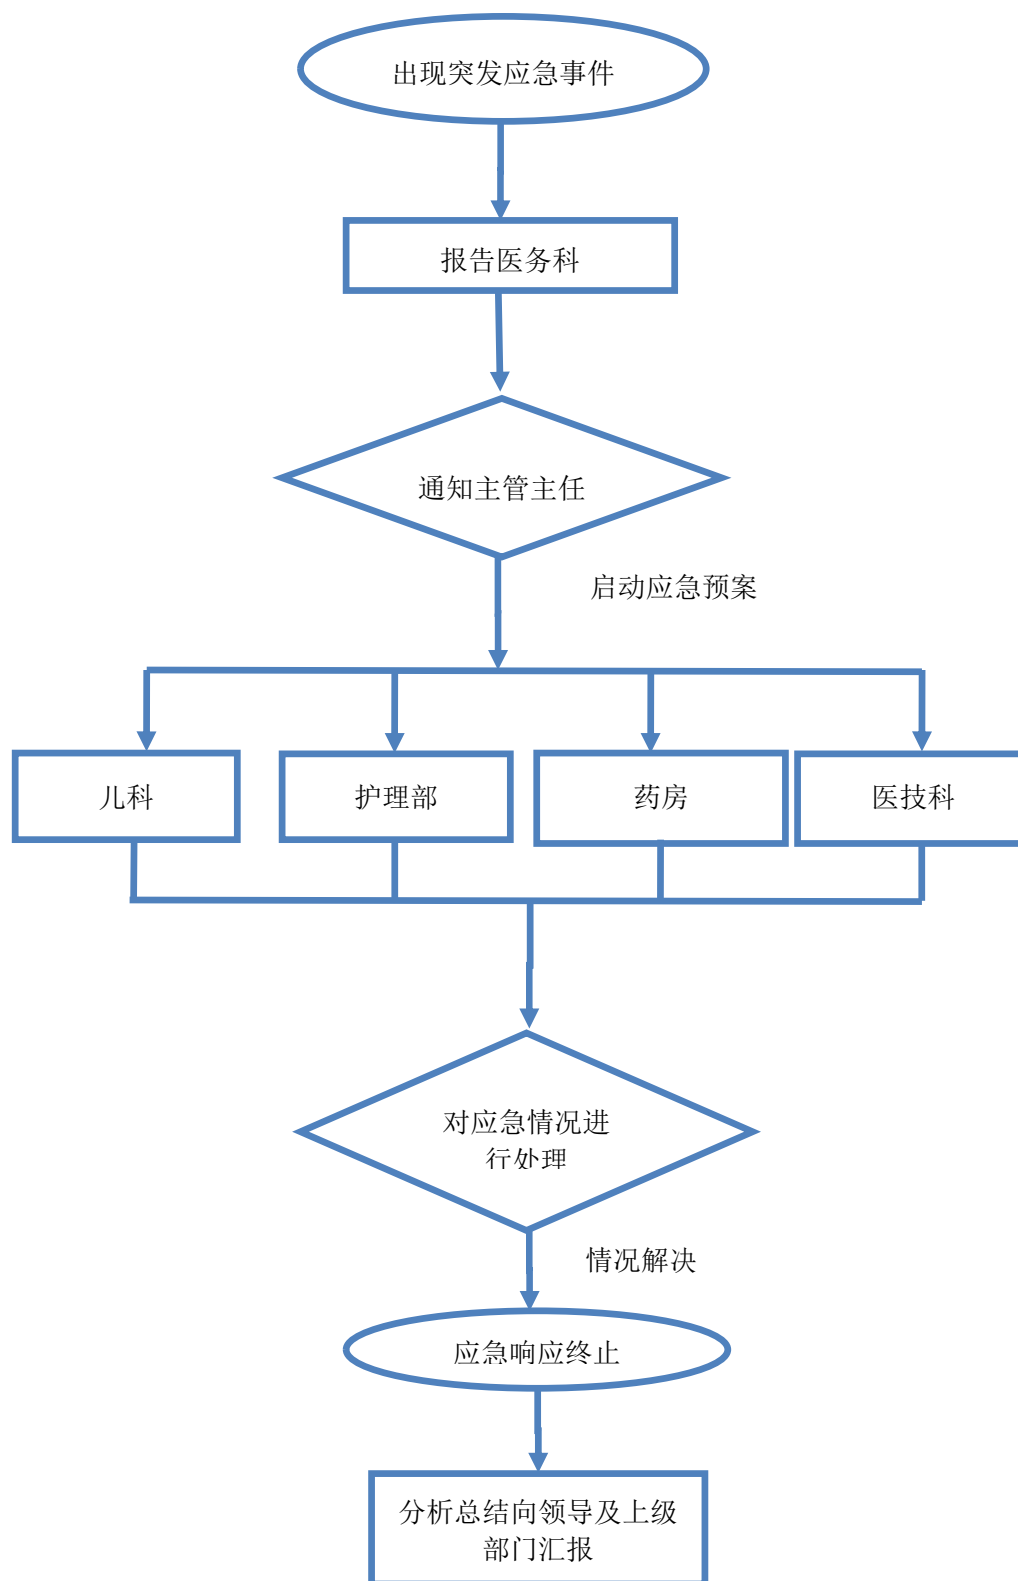 出现突发应急事件
报告医务科
通知主管主任
启动应急预案
儿科
护理部
药房
医技科
对应急情况进
行处理
情况解决
应急响应终止
分析总结向领导及上级
部门汇报